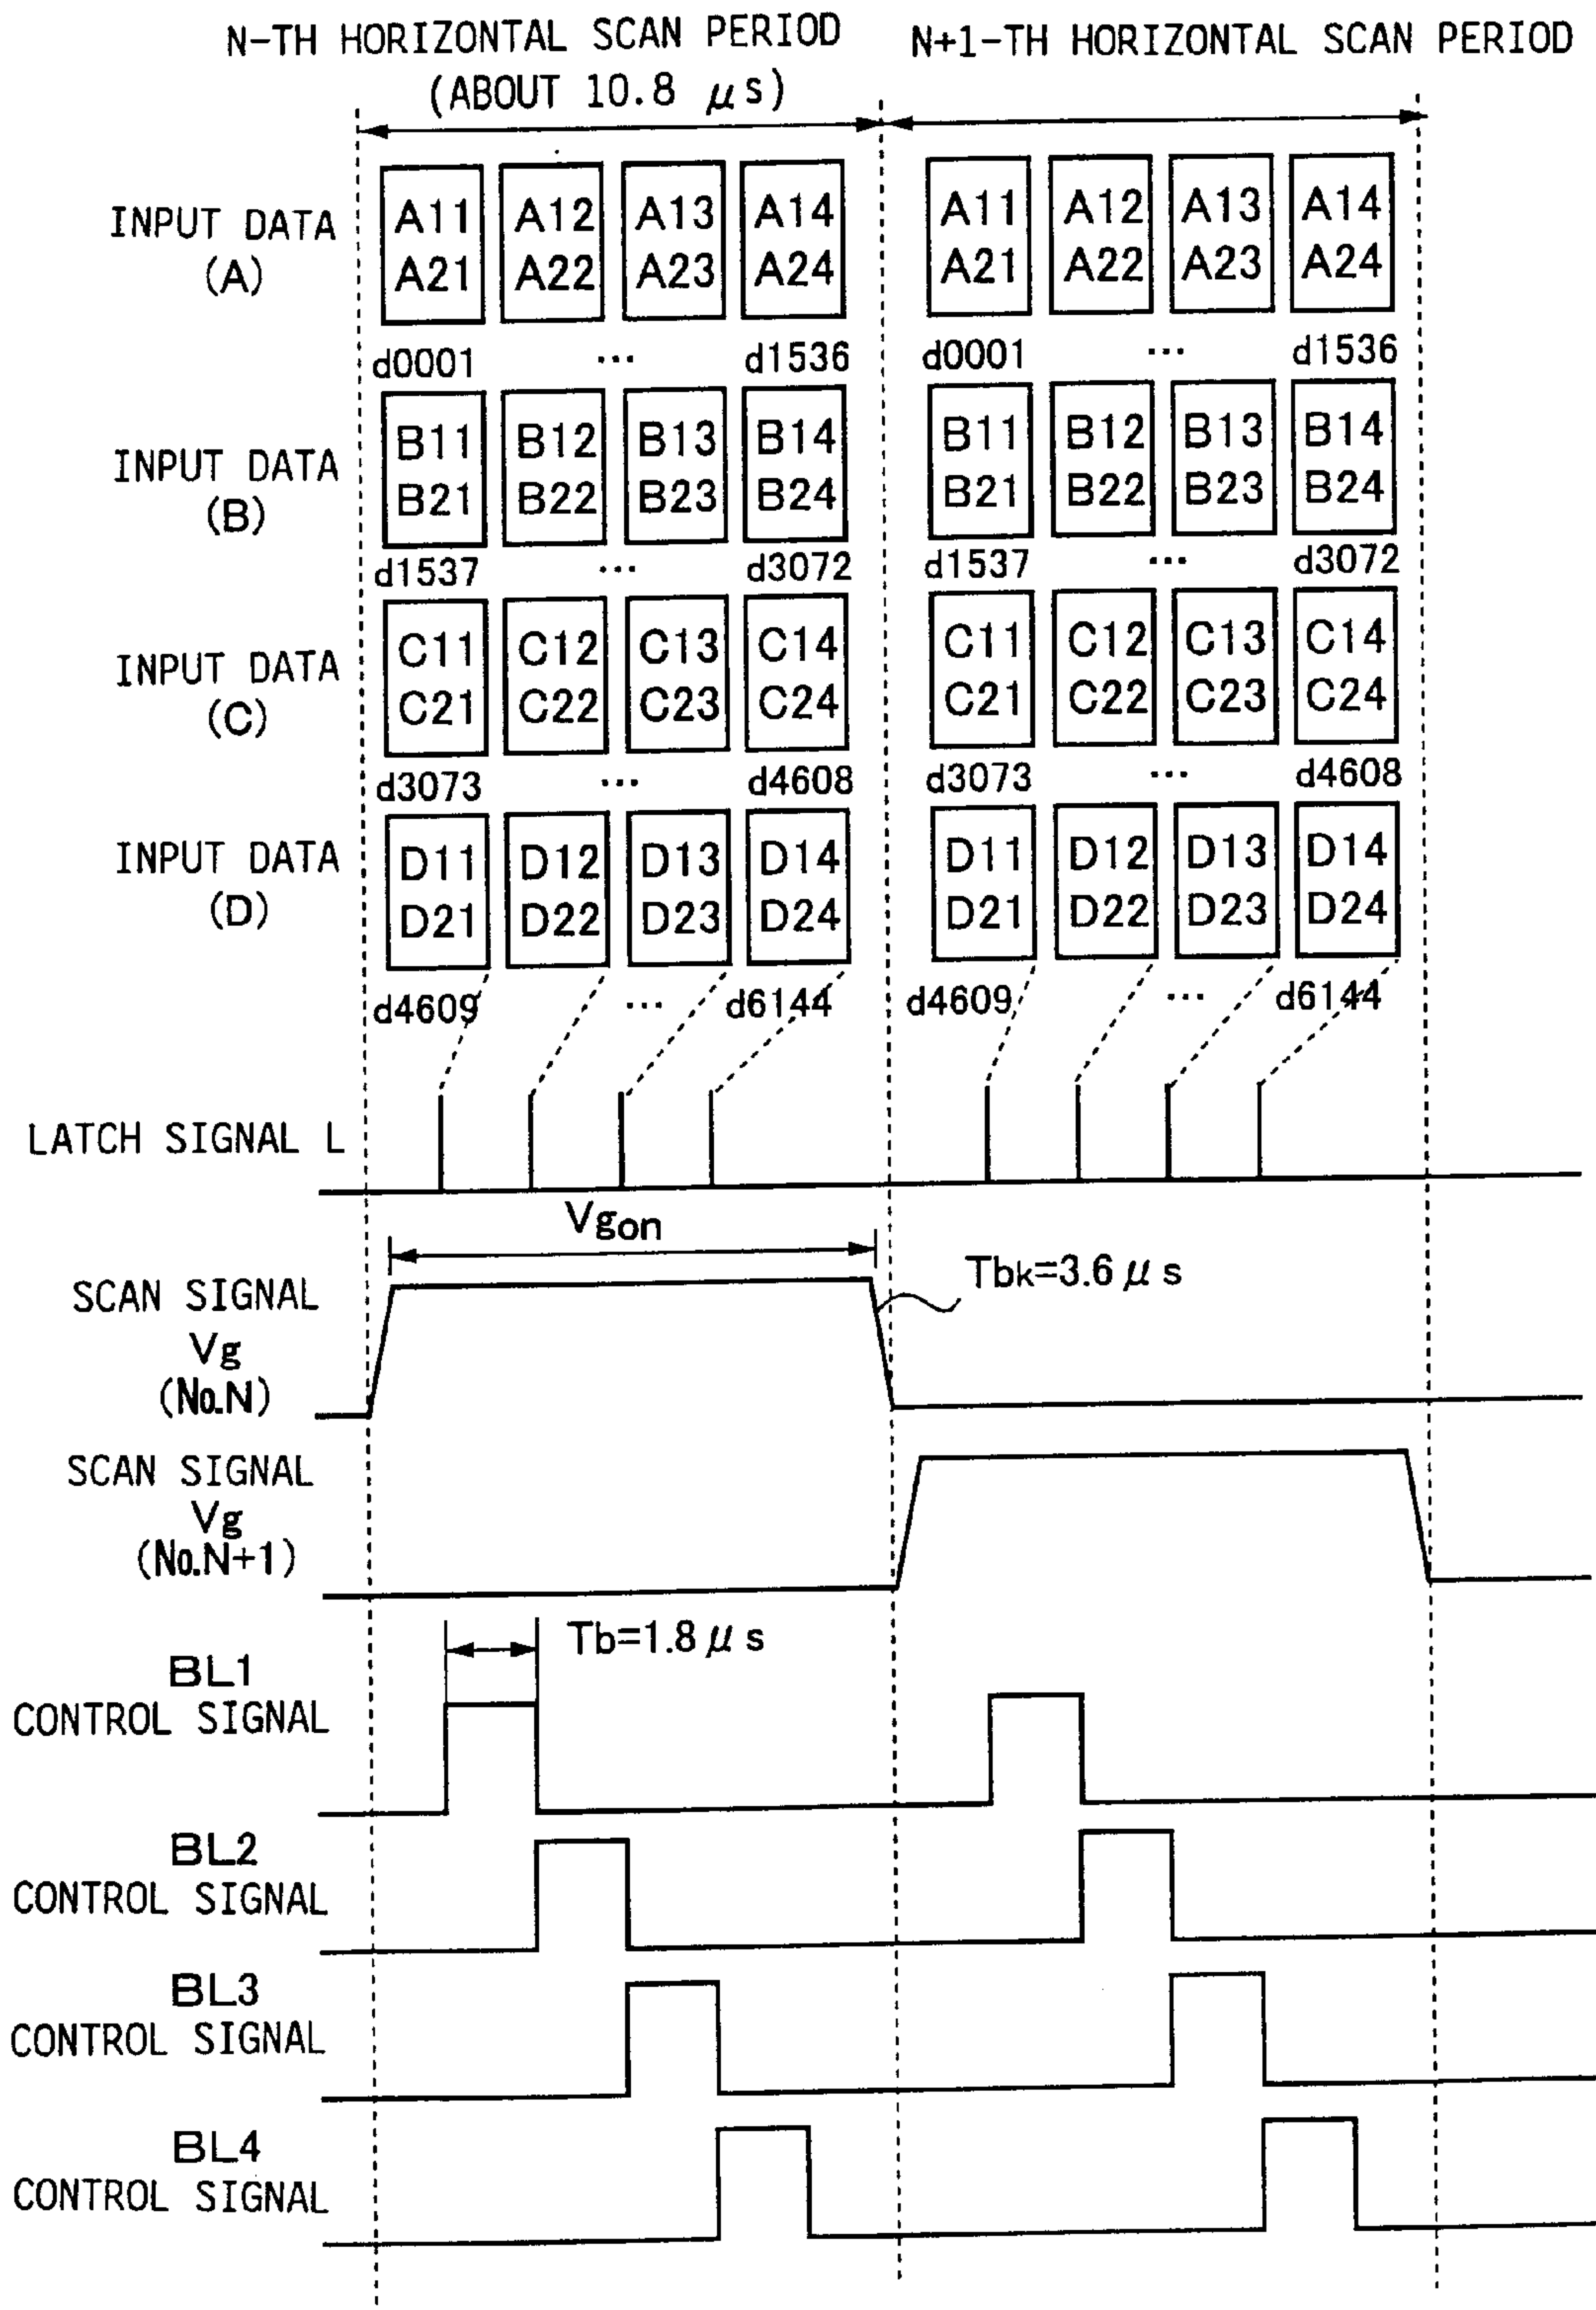 N-TH HORIZONTAL SCAN PERIOD
(ABOUT 10.8 μs)
N+1-TH HORIZONTAL SCAN PERIOD
INPUT DATA
(A)
A11 A12 A13 A14 A11 A12 A13 A14
A21 A22 A23 A24 A21 A22 A23 A24
d0001 ... d1536 d0001 ... d1536
INPUT DATA
(B)
B11 B12 B13 B14 B11 B12 B13 B14
B21 B22 B23 B24 B21 B22 B23 B24
d1537 ... d3072 d1537 ... d3072
INPUT DATA
(C)
C11 C12 C13 C14 C11 C12 C13 C14
C21 C22 C23 C24 C21 C22 C23 C24
d3073 ... d4608 d3073 ... d4608
INPUT DATA
(D)
D11 D12 D13 D14 D11 D12 D13 D14
D21 D22 D23 D24 D21 D22 D23 D24
d4609 ... d6144 d4609 ... d6144
LATCH SIGNAL L
Vgon
Tbk=3.6 μs
SCAN SIGNAL
Vg
(No.N)
SCAN SIGNAL
Vg
(No.N+1)
Tb=1.8 μs
BL1
CONTROL SIGNAL
BL2
CONTROL SIGNAL
BL3
CONTROL SIGNAL
BL4
CONTROL SIGNAL